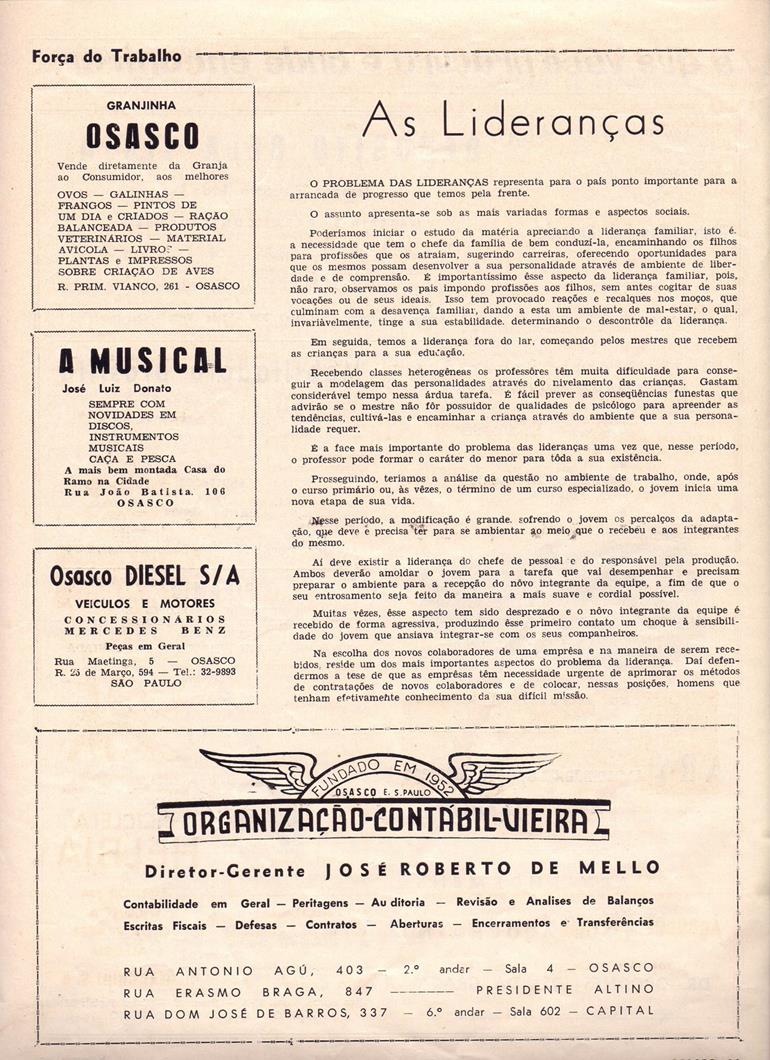 Força do Trabalho
GRANJINHA
OSASCO
Vende diretamente da Granja
ao Consumidor, aos melhores
OVOS — GALINHAS —
FRANGOS — PINTOS DE
UM DIA e CRIADOS — RAÇÃO
BALANCEADA — PRODUTOS
VETERINÁRIOS — MATERIAL
AVICOLA — LIVROS —
PLANTAS e IMPRESSOS
SOBRE CRIAÇÃO DE AVES
R. PRIM. VIANCO, 261 - OSASCO
A MUSICAL
José Luiz Donato
SEMPRE COM
NOVIDADES EM
DISCOS,
INSTRUMENTOS
MUSICAIS
CAÇA E PESCA
A mais bem montada Casa do
Ramo na Cidade
Rua João Batista, 106
OSASCO
Osasco DIESEL S/A
VEICULOS E MOTORES
CONCESSIONÁRIOS
MERCEDES BENZ
Peças em Geral
Rua Maetinga, 5 — OSASCO
R. 25 de Março, 594 — Tel.: 32-9893
SÃO PAULO
As Lideranças
O PROBLEMA DAS LIDERANÇAS representa para o país ponto importante para a
arrancada de progresso que temos pela frente.
O assunto apresenta-se sob as mais variadas formas e aspectos sociais.
Poderíamos iniciar o estudo da matéria apreciando a liderança familiar, isto é.
a necessidade que tem o chefe da família de bem conduzí-la, encaminhando os filhos
para profissões que os atraiam, sugerindo carreiras, oferecendo oportunidades para
que os mesmos possam desenvolver a sua personalidade através de ambiente de liber-
dade e de compreensão. É importantíssimo êsse aspecto da liderança familiar, pois,
não raro, observamos os pais impondo profissões aos filhos, sem antes cogitar de suas
vocações ou de seus ideais. Isso tem provocado reações e recalques nos moços, que
culminam com a desavença familiar, dando a esta um ambiente de mal-estar, o qual,
invariàvelmente, tinge a sua estabilidade. determinando o descontrôle da liderança.
Em seguida, temos a liderança fora do lar, começando pelos mestres que recebem
as crianças para a sua educação.
Recebendo classes heterogêneas os professôres têm muita dificuldade para conse-
guir a modelagem das personalidades através do nivelamento das crianças. Gastam
considerável tempo nessa árdua tarefa. É fácil prever as conseqüências funestas que
advirão se o mestre não fôr possuidor de qualidades de psicólogo para apreender as
tendências, cultivá-las e encaminhar a criança através do ambiente que a sua persona-
lidade requer.
É a face mais importante do problema das lideranças uma vez que, nesse período,
o professor pode formar o caráter do menor para tôda a sua existência.
Prosseguindo, teriamos a análise da questão no ambiente de trabalho, onde, após
o curso primário ou, às vêzes, o término de um curso especializado, o jovem inicia uma
nova etapa de sua vida.
Nesse período, a modificação é grande. sofrendo o jovem os percalços da adapta-
ção, que deve e precisa ter para se ambientar ao meio que o recebeu e aos integrantes
do mesmo.
Aí deve existir a liderança do chefe de pessoal e do responsável pela produção.
Ambos deverão amoldar o jovem para a tarefa que vai desempenhar e precisam
preparar o ambiente para a recepção do nôvo integrante da equipe, a fim de que o
seu entrosamento seja feito da maneira a mais suave e cordial possível.
Muitas vêzes, êsse aspecto tem sido desprezado e o nôvo integrante da equipe é
recebido de forma agressiva, produzindo êsse primeiro contato um choque à sensibili-
dade do jovem que ansiava integrar-se com os seus companheiros.
Na escolha dos novos colaboradores de uma emprêsa e na maneira de serem rece-
bidos, reside um dos mais importantes aspectos do problema da liderança. Daí defen-
dermos a tese de que as emprêsas têm necessidade urgente de aprimorar os métodos
de contratações de novos colaboradores e de colocar, nessas posições, homens que
tenham efetivamente conhecimento da sua difícil missão.
FUNDADO EM 1952
OSASCO E. S. PAULO
ORGANIZAÇÃO-CONTÁBIL-VIEIRA
Diretor-Gerente JOSÉ ROBERTO DE MELLO
Contabilidade em Geral — Peritagens — Auditoria — Revisão e Analises de Balanços
Escritas Fiscais — Defesas — Contratos — Aberturas — Encerramentos e Transferências
RUA ANTONIO AGÚ, 403 — 2.º andar — Sala 4 — OSASCO
RUA ERASMO BRAGA, 847 ——————— PRESIDENTE ALTINO
RUA DOM JOSÉ DE BARROS, 337 — 6.º andar — Sala 602 — CAPITAL